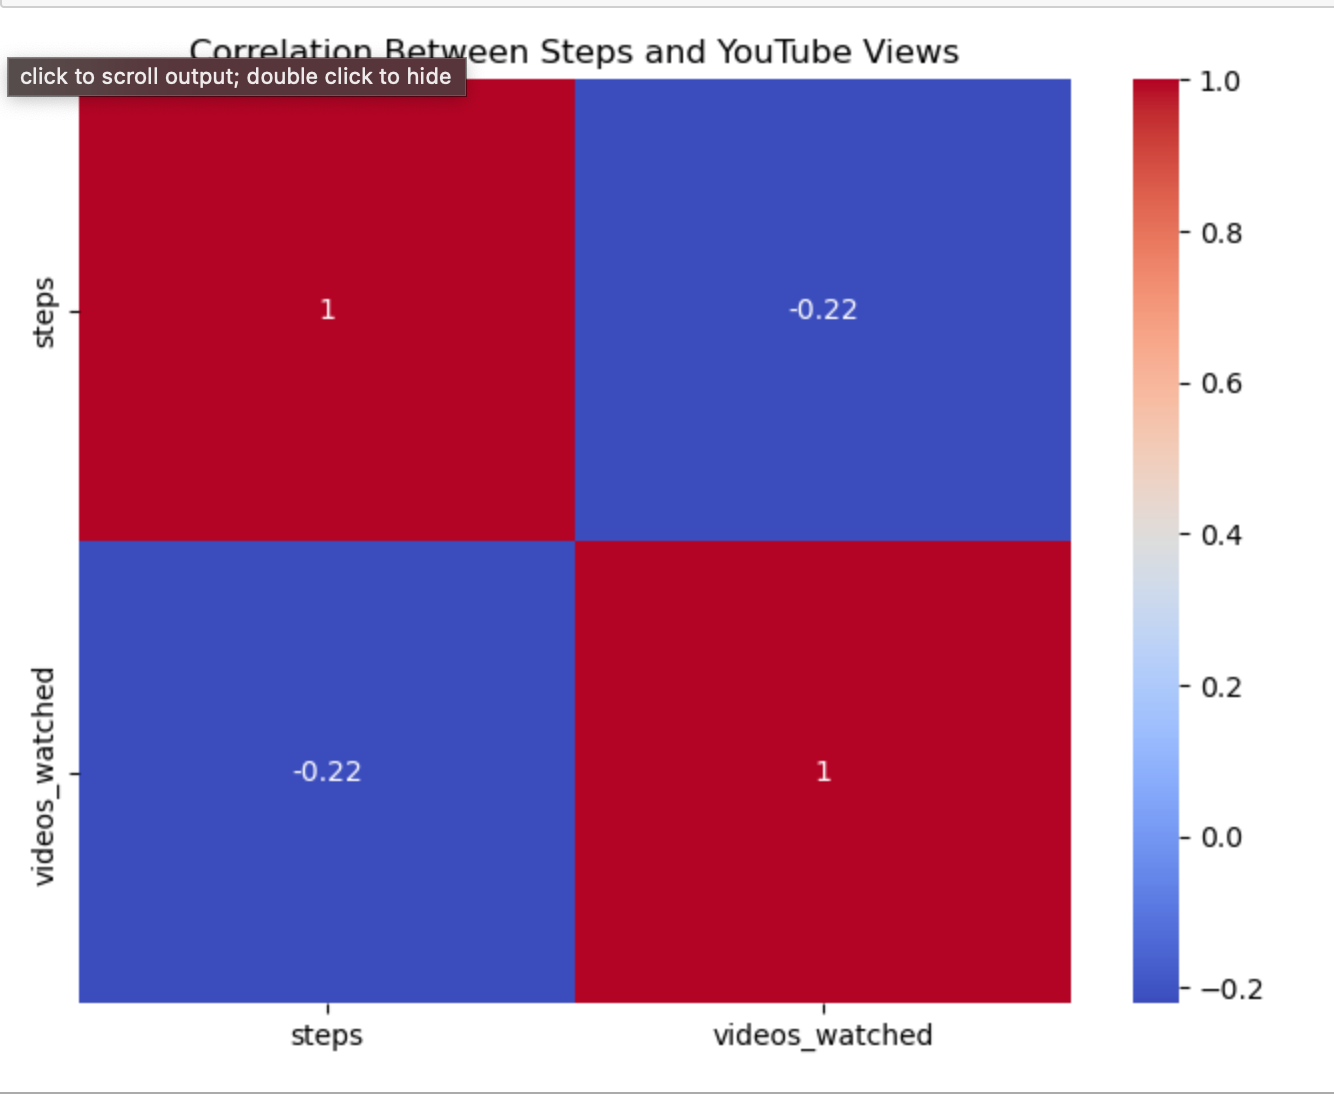 Correlation Between Steps and YouTube Views
click to scroll output; double click to hide
steps
videos_watched
1
-0.22
-0.22
1
steps
videos_watched
1.0
0.8
0.6
0.4
0.2
0.0
−0.2